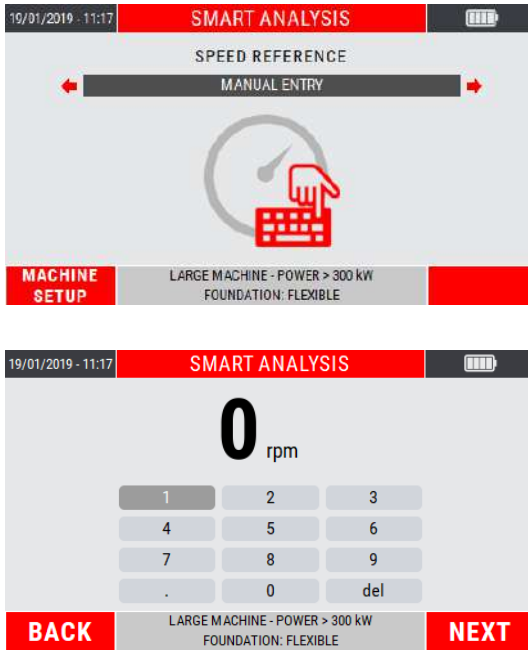 19/01/2019 - 11:17 SMART ANALYSIS
SPEED REFERENCE
MANUAL ENTRY
MACHINE SETUP
LARGE MACHINE - POWER > 300 kW
FOUNDATION: FLEXIBLE
19/01/2019 - 11:17 SMART ANALYSIS
0 rpm
1 2 3
4 5 6
7 8 9
. 0 del
BACK
LARGE MACHINE - POWER > 300 kW
FOUNDATION: FLEXIBLE
NEXT